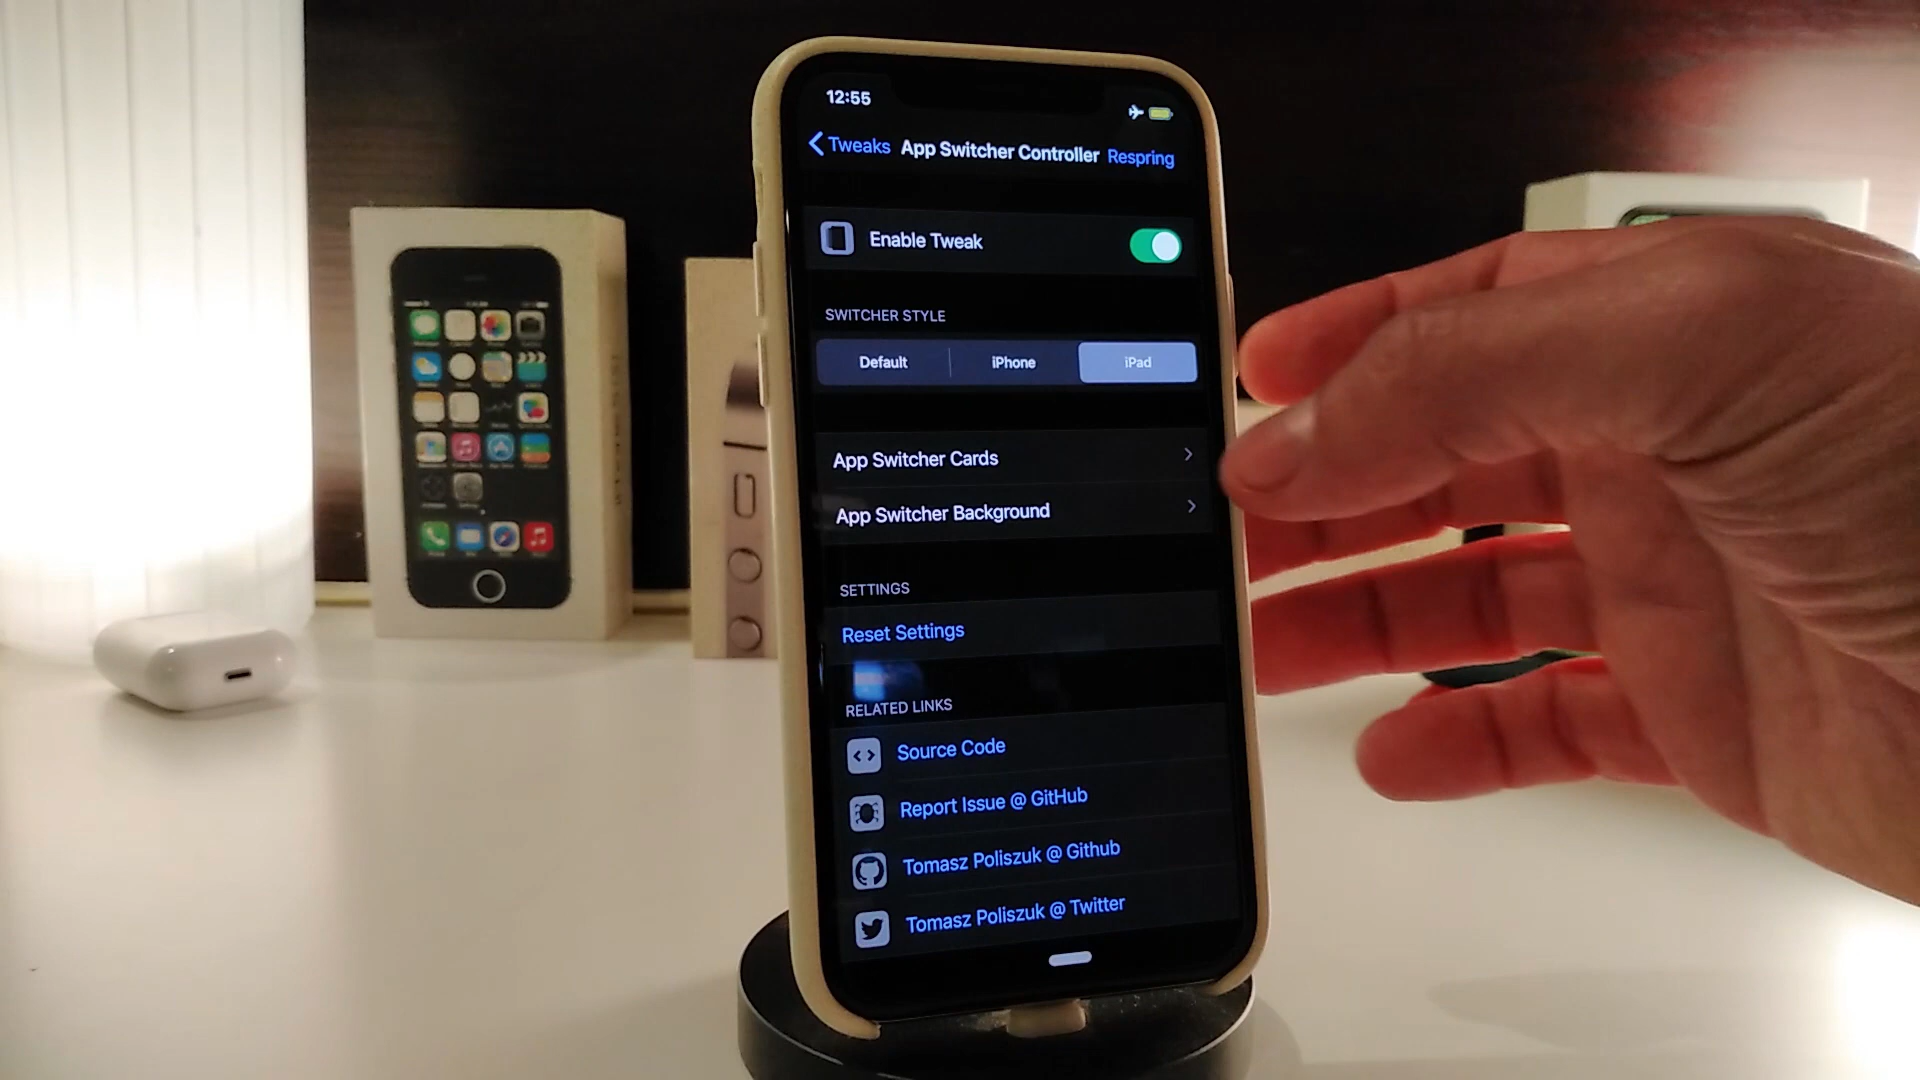 12:55
Tweaks App Switcher Controller Respring
Enable Tweak
SWITCHER STYLE
Default iPhone iPad
App Switcher Cards
App Switcher Background
SETTINGS
Reset Settings
RELATED LINKS
Source Code
Report Issue @ GitHub
Tomasz Poliszuk @ Github
Tomasz Poliszuk @ Twitter